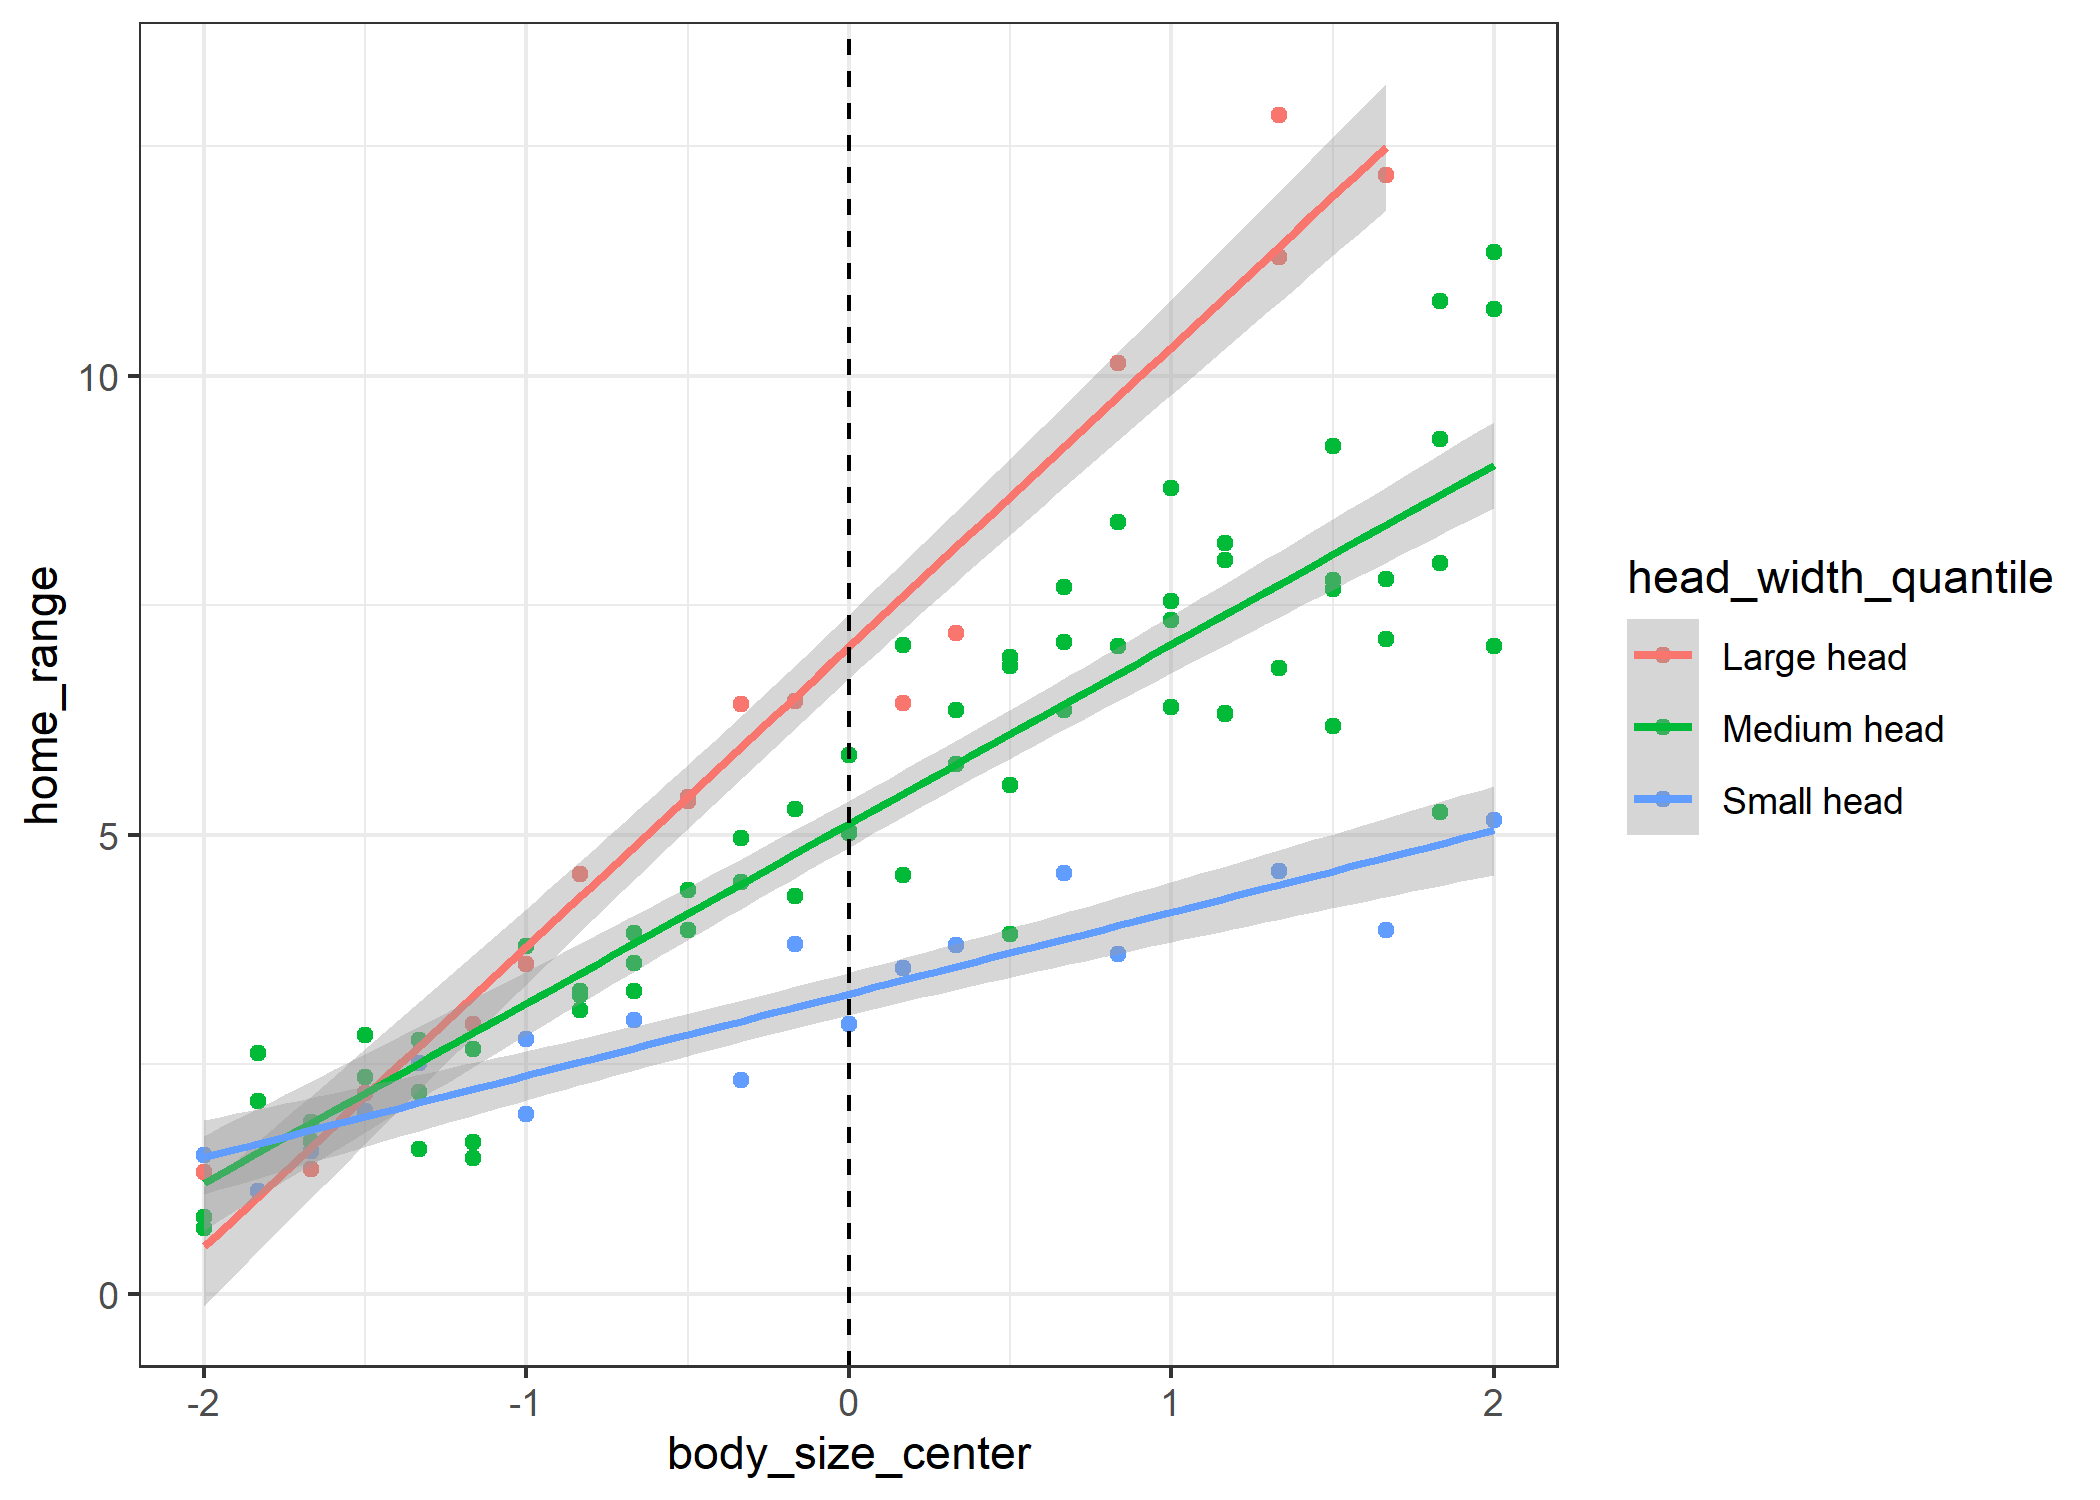 home_range
10
5
0
-2 -1 0 1 2
body_size_center
head_width_quantile
Large head
Medium head
Small head